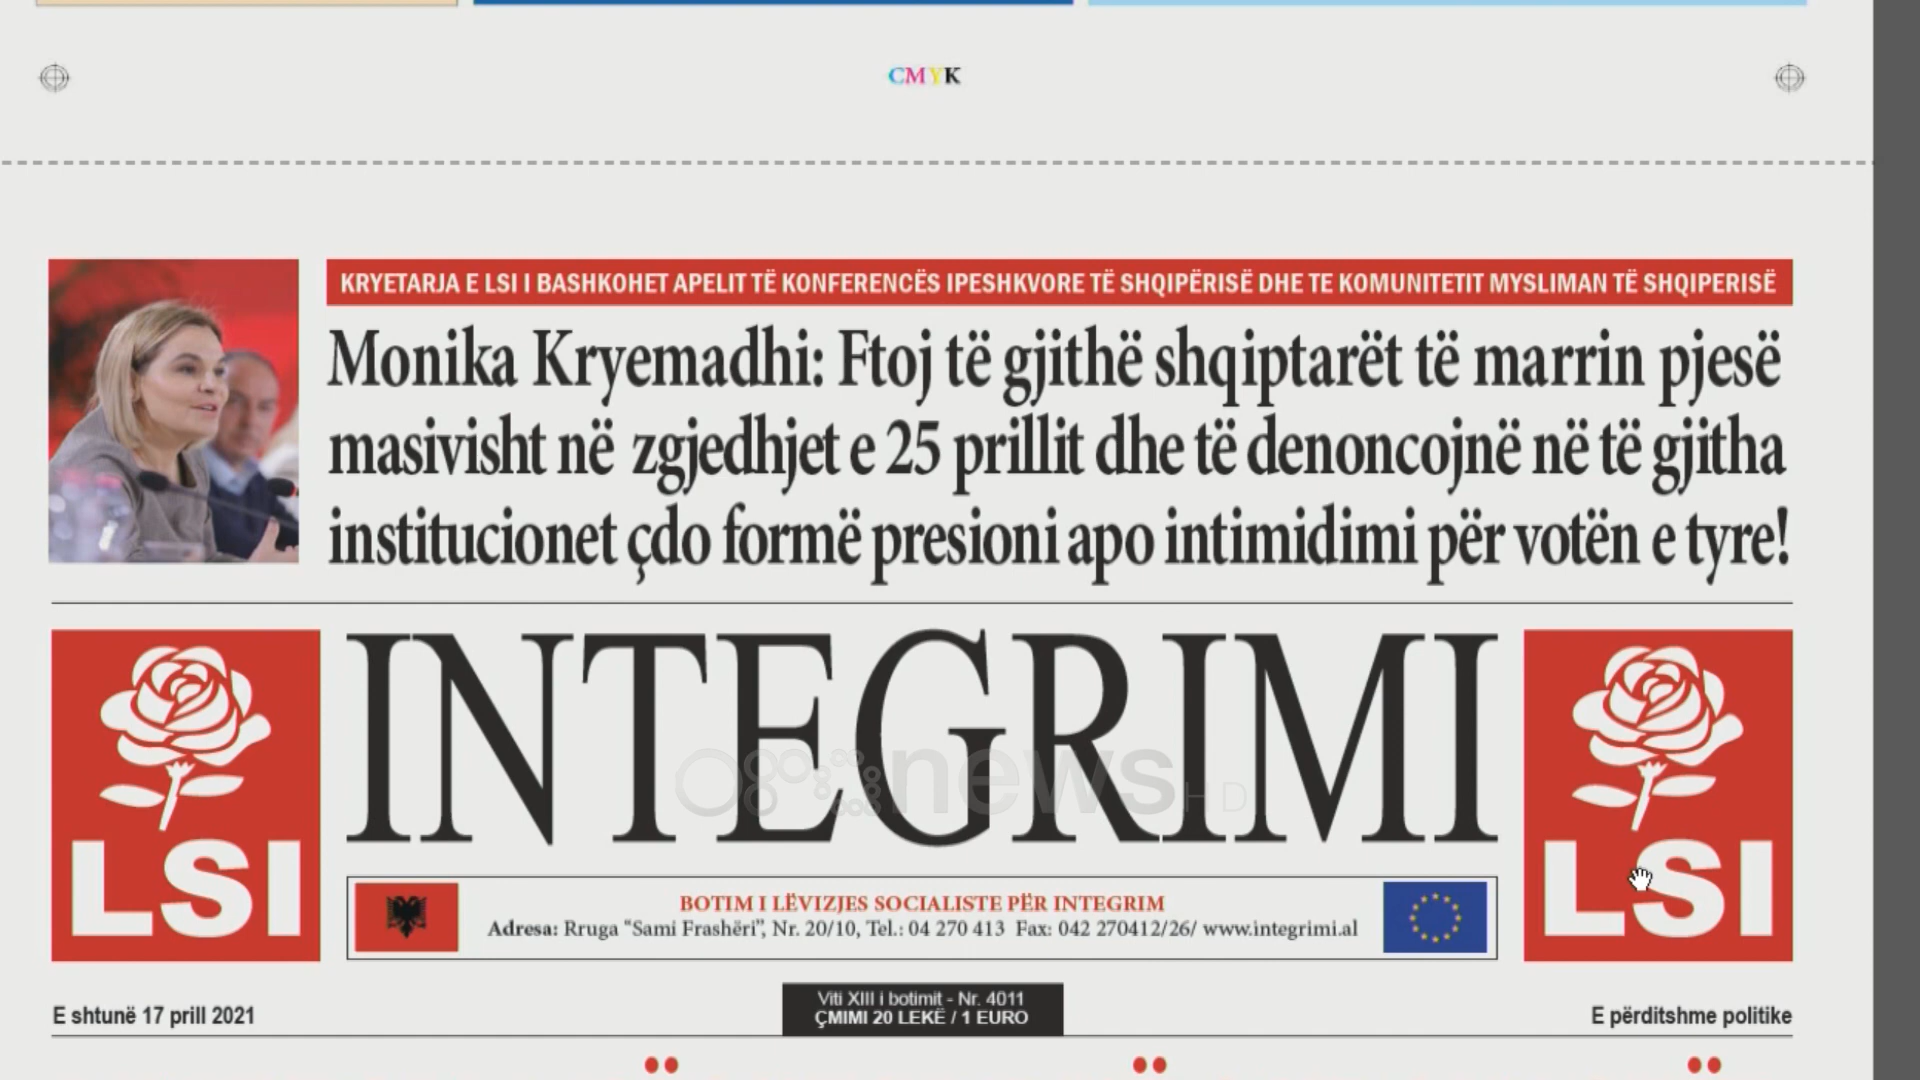 CMYK
KRYETARJA E LSI I BASHKOHET APELIT TË KONFERENCËS IPESHKVORE TË SHQIPËRISË DHE TE KOMUNITETIT MYSLIMAN TË SHQIPERISË
Monika Kryemadhi: Ftoj të gjithë shqiptarët të marrin pjesë
masivisht në zgjedhjet e 25 prillit dhe të denoncojnë në të gjitha
institucionet çdo formë presioni apo intimidimi për votën e tyre!
LSI
INTEGRIMI
LSI
news HD
BOTIM I LËVIZJES SOCIALISTE PËR INTEGRIM
Adresa: Rruga “Sami Frashëri”, Nr. 20/10, Tel.: 04 270 413 Fax: 042 270412/26/ www.integrimi.al
E shtunë 17 prill 2021
Viti XIII i botimit - Nr. 4011
ÇMIMI 20 LEKË / 1 EURO
E përditshme politike